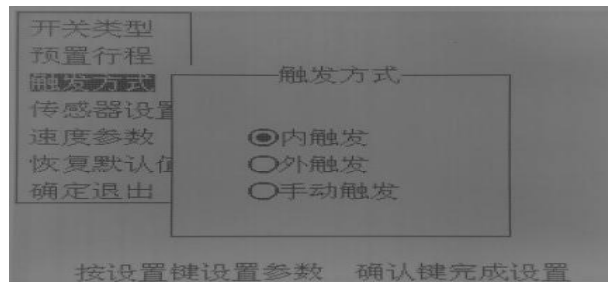 开关类型
预置行程
触发方式
传感器设置
速度参数
恢复默认值
确定退出
触发方式
内触发
外触发
手动触发
按设置键设置参数 确认键完成设置